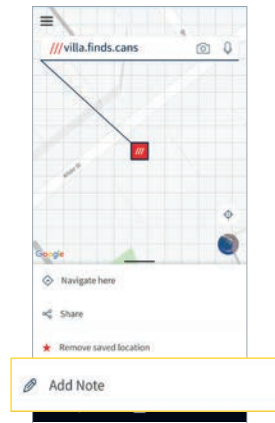 ///villa.finds.cans
Google
Navigate here
Share
Remove saved location
Add Note